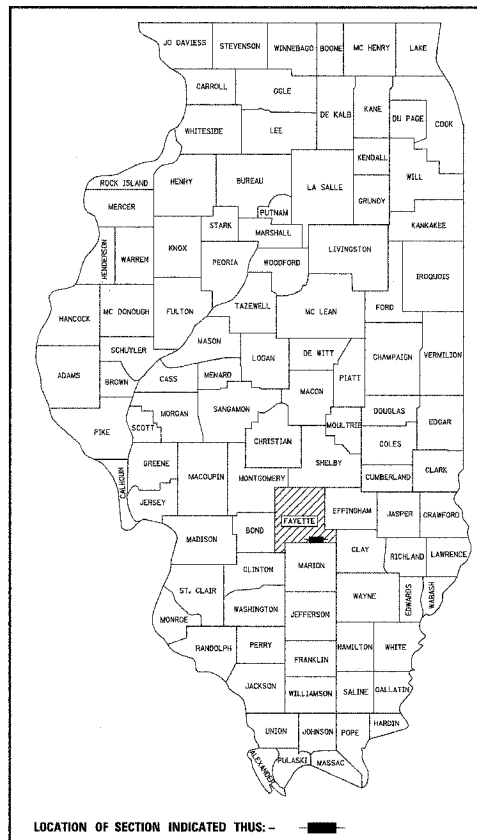 JO DAVIESS STEVENSON WINNEBAGO BOONE MC HENRY LAKE
CARROLL OGLE
DE KALB KANE DU PAGE COOK
WHITESIDE LEE
KENDALL WILL
ROCK ISLAND HENRY BUREAU LA SALLE GRUNDY
MERCER STARK PUTNAM KANKAKEE
HENDERSON WARREN KNOX MARSHALL LIVINGSTON
PEORIA WOODFORD IROQUOIS
HANCOCK MC DONOUGH FULTON TAZEWELL MC LEAN FORD
MASON VERMILION
SCHUYLER LOGAN DE WITT CHAMPAIGN
ADAMS BROWN CASS MENARD PIATT
MACON
MORGAN SANGAMON DOUGLAS EDGAR
PIKE SCOTT CHRISTIAN MOULTRIE COLES
CALHOUN GREENE MACOUPIN MONTGOMERY SHELBY CUMBERLAND CLARK
JERSEY EFFINGHAM JASPER CRAWFORD
MADISON BOND FAYETTE
CLINTON MARION CLAY RICHLAND LAWRENCE
ST. CLAIR WAYNE EDWARDS WABASH
WASHINGTON JEFFERSON
MONROE
RANDOLPH PERRY HAMILTON WHITE
FRANKLIN
JACKSON WILLIAMSON SALINE GALLATIN
UNION JOHNSON POPE HARDIN
ALEXANDER PULASKI MASSAC
LOCATION OF SECTION INDICATED THUS: -